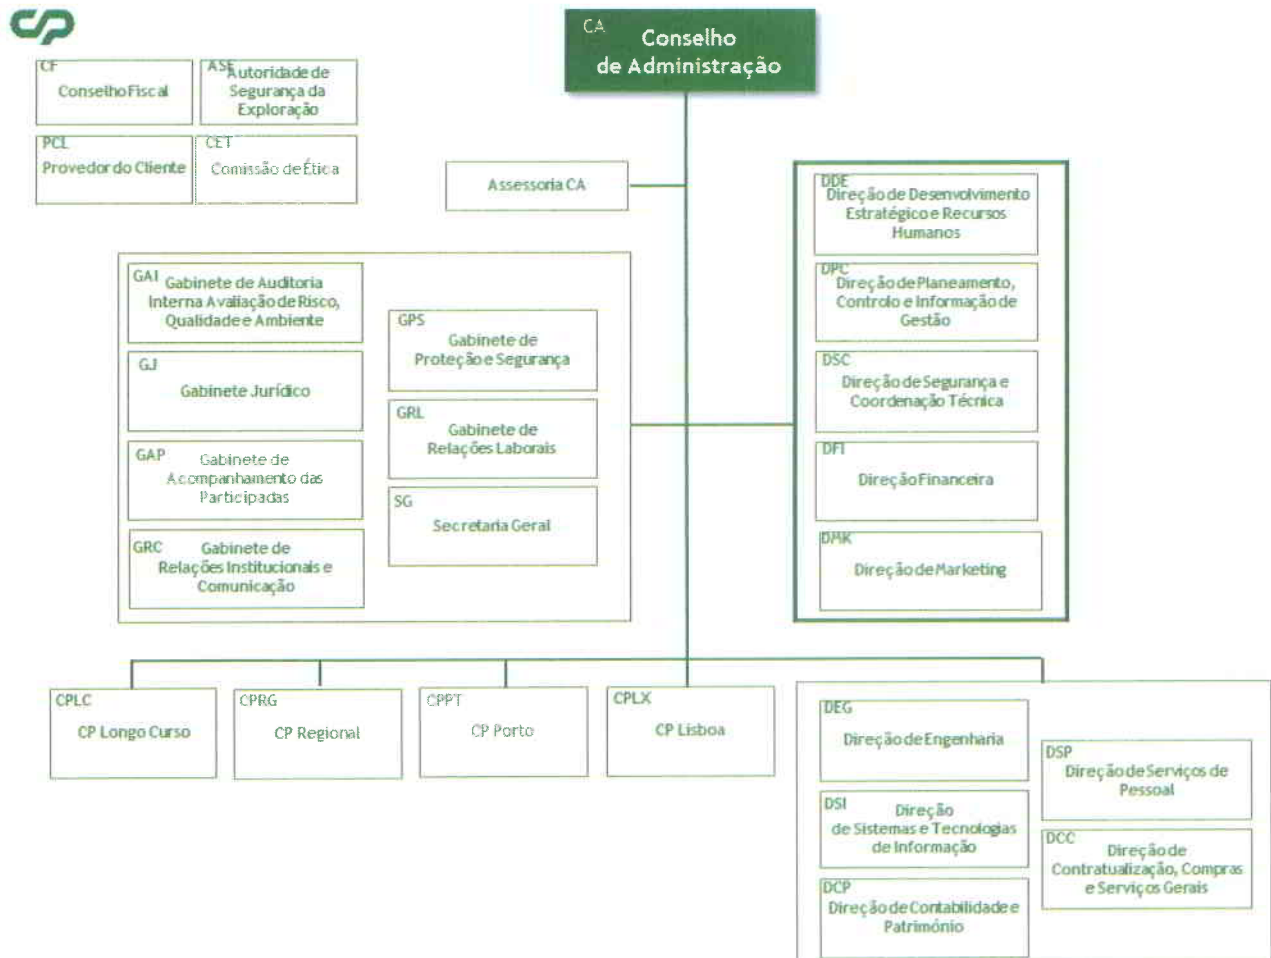 CP
CA
Conselho
de Administração
CF
Conselho Fiscal
ASE
Autoridade de
Segurança da
Exploração
PCL
Provedor do Cliente
CET
Comissão de Ética
Assessoria CA
DDE
Direção de Desenvolvimento
Estratégico e Recursos
Humanos
DPC
Direção de Planeamento,
Controlo e Informação de
Gestão
DSC
Direção de Segurança e
Coordenação Técnica
DFI
Direção Financeira
DMK
Direção de Marketing
GAI
Gabinete de Auditoria
Interna Avaliação de Risco,
Qualidade e Ambiente
GJ
Gabinete Jurídico
GAP
Gabinete de
Acompanhamento das
Participadas
GRC
Gabinete de
Relações Institucionais e
Comunicação
GPS
Gabinete de
Proteção e Segurança
GRL
Gabinete de
Relações Laborais
SG
Secretaria Geral
CPLC
CP Longo Curso
CPRG
CP Regional
CPPT
CP Porto
CPLX
CP Lisboa
DEG
Direção de Engenharia
DSI
Direção
de Sistemas e Tecnologias
de Informação
DCP
Direção de Contabilidade e
Património
DSP
Direção de Serviços de
Pessoal
DCC
Direção de
Contratualização, Compras
e Serviços Gerais